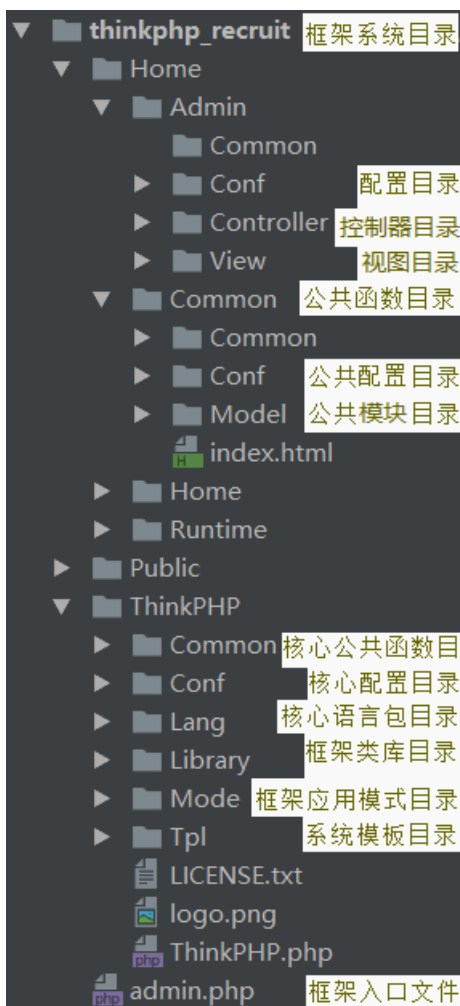 thinkphp_recruit 框架系统目录
Home
Admin
Common
Conf 配置目录
Controller 控制器目录
View 视图目录
Common 公共函数目录
Common
Conf 公共配置目录
Model 公共模块目录
H index.html
Home
Runtime
Public
ThinkPHP
Common 核心公共函数目
Conf 核心配置目录
Lang 核心语言包目录
Library 框架类库目录
Mode 框架应用模式目录
Tpl 系统模板目录
LICENSE.txt
logo.png
php ThinkPHP.php
php admin.php 框架入口文件